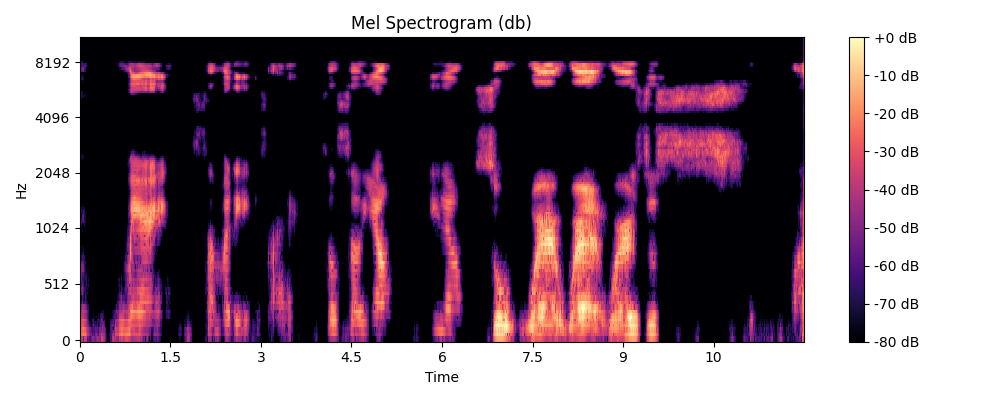 Mel Spectrogram (db)
Hz
8192
4096
2048
1024
512
0
0 1.5 3 4.5 6 7.5 9 10
Time
+0 dB
-10 dB
-20 dB
-30 dB
-40 dB
-50 dB
-60 dB
-70 dB
-80 dB